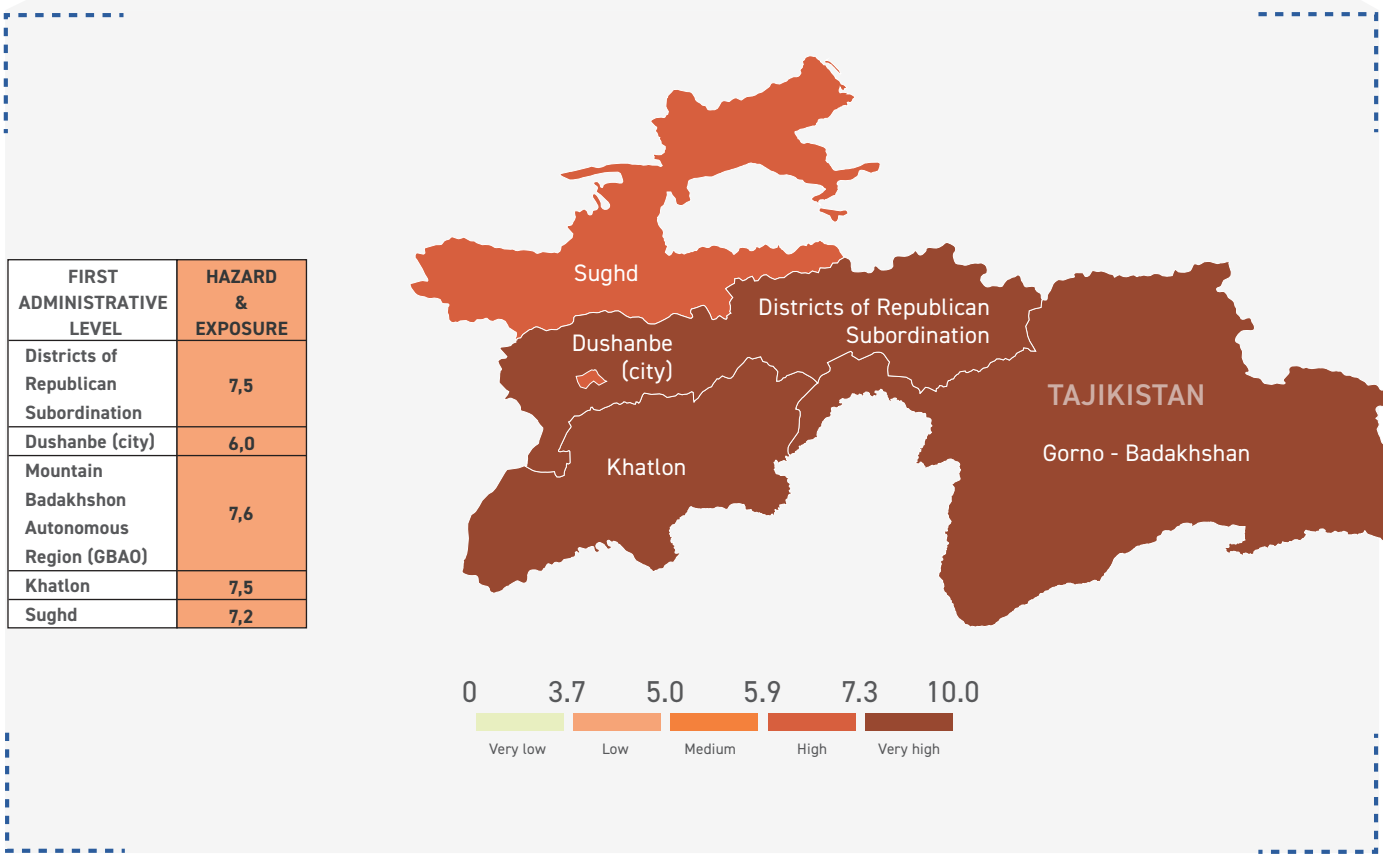 FIRST
ADMINISTRATIVE
LEVEL
HAZARD
&
EXPOSURE
Districts of
Republican
Subordination
7,5
Dushanbe (city)
6,0
Mountain
Badakhshon
Autonomous
Region (GBAO)
7,6
Khatlon
7,5
Sughd
7,2
Sughd
Districts of Republican
Subordination
Dushanbe
(city)
TAJIKISTAN
Gorno - Badakhshan
Khatlon
0 3.7 5.0 5.9 7.3 10.0
Very low Low Medium High Very high